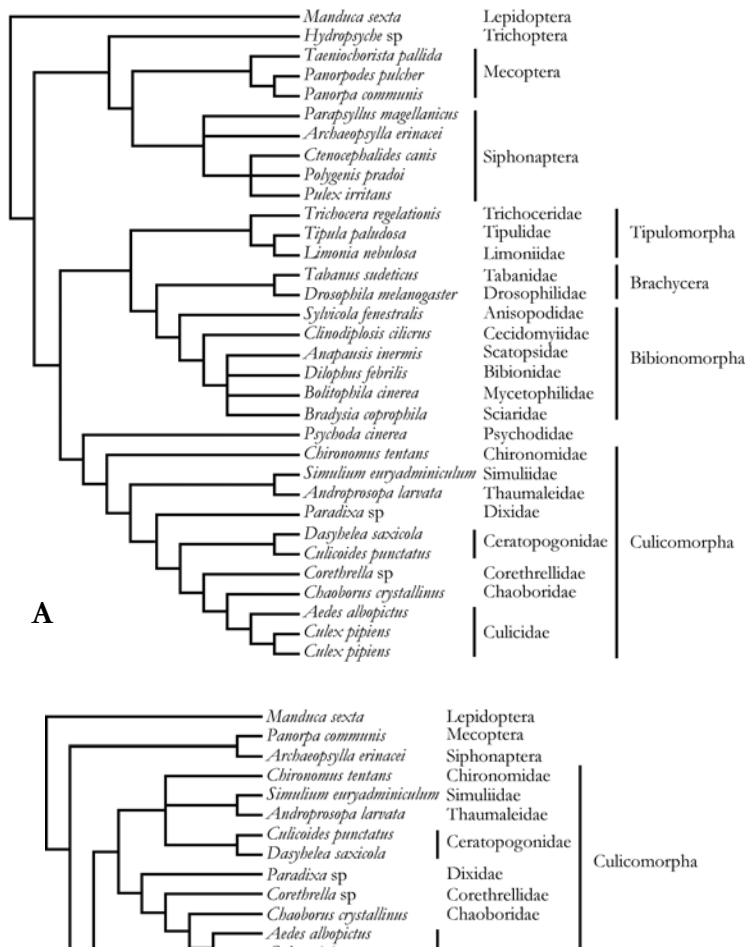 Manduca sexta Lepidoptera
Hydropsyche sp Trichoptera
Taeniochorista pallida
Panorpodes pulcher Mecoptera
Panorpa communis
Parapsyllus magellanicus
Archaeopsylla erinacei
Ctenocephalides canis Siphonaptera
Polygenis pradoi
Pulex irritans
Trichocera regelationis Trichoceridae
Tipula paludosa Tipulidae Tipulomorpha
Limonia nebulosa Limoniidae
Tabanus sudeticus Tabanidae Brachycera
Drosophila melanogaster Drosophilidae
Sylvicola fenestralis Anisopodidae
Clinodiplosis cilicrus Cecidomyiidae
Anapausis inermis Scatopsidae Bibionomorpha
Dilophus febrilis Bibionidae
Bolitophila cinerea Mycetophilidae
Bradysia coprophila Sciaridae
Psychoda cinerea Psychodidae
Chironomus tentans Chironomidae
Simulium euryadminiculum Simuliidae
Androprosopa larvata Thaumaleidae
Paradixa sp Dixidae
Dasyhelea saxicola Ceratopogonidae Culicomorpha
Culicoides punctatus
Corethrella sp Corethrellidae
Chaoborus crystallinus Chaoboridae
Aedes albopictus
A Culex pipiens Culicidae
Culex pipiens
Manduca sexta Lepidoptera
Panorpa communis Mecoptera
Archaeopsylla erinacei Siphonaptera
Chironomus tentans Chironomidae
Simulium euryadminiculum Simuliidae
Androprosopa larvata Thaumaleidae
Culicoides punctatus Ceratopogonidae
Dasyhelea saxicola Culicomorpha
Paradixa sp Dixidae
Corethrella sp Corethrellidae
Chaoborus crystallinus Chaoboridae
Aedes albopictus